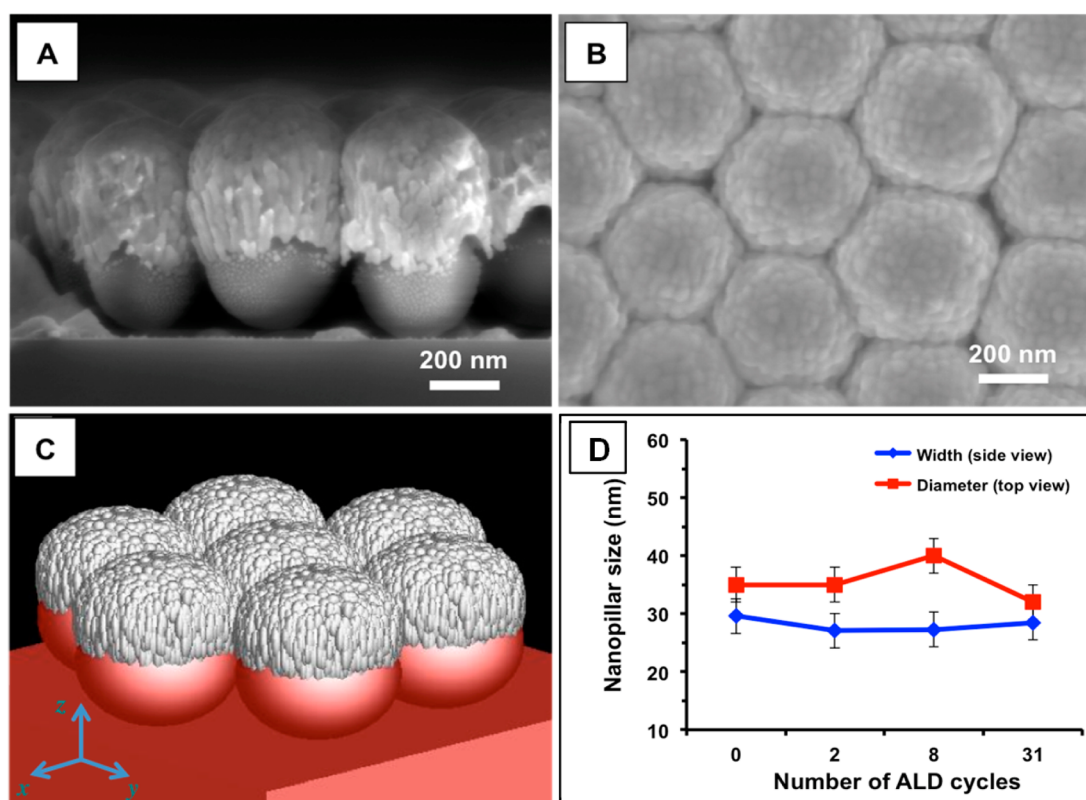 A
200 nm
B
200 nm
C
z
x
y
D
Nanopillar size (nm)
60
50
40
30
20
10
Width (side view)
Diameter (top view)
0 2 8 31
Number of ALD cycles